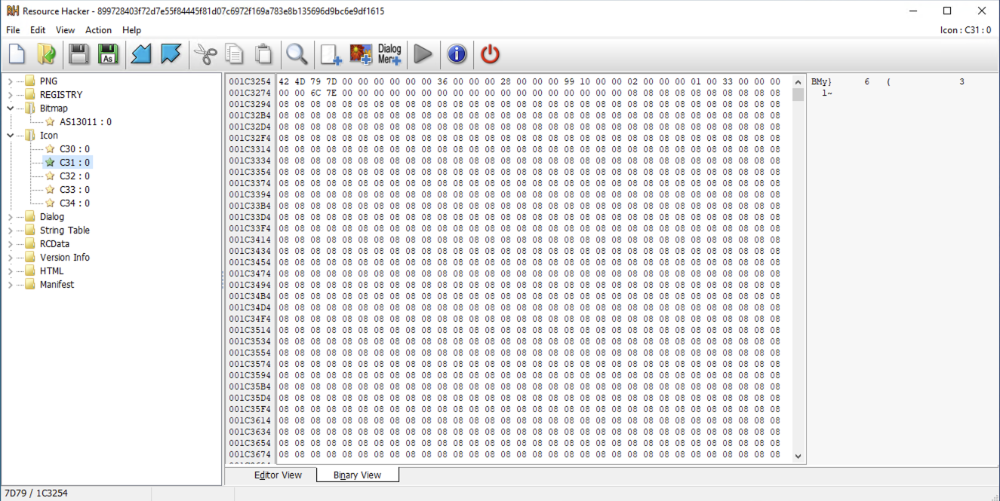 Resource Hacker - 899728403f72d7e55f84445f81d07c6972f169a783e8b135696d9bc6e9df1615
File Edit View Action Help
Icon : C31 : 0
As
Dialog
Menu
PNG
REGISTRY
Bitmap
AS13011 : 0
Icon
C30 : 0
C31 : 0
C32 : 0
C33 : 0
C34 : 0
Dialog
String Table
RCData
Version Info
HTML
Manifest
001C3254 42 4D 79 7D 00 00 00 00 00 00 36 00 00 00 28 00 00 00 99 10 00 00 02 00 00 00 01 00 33 00 00 00 BMy} 6 ( 3
001C3274 00 00 6C 7E 00 00 00 00 00 00 00 00 00 00 00 00 00 00 00 00 00 00 08 08 08 08 08 08 08 08 08 08 l~
001C3294 08 08 08 08 08 08 08 08 08 08 08 08 08 08 08 08 08 08 08 08 08 08 08 08 08 08 08 08 08 08 08 08
001C32B4 08 08 08 08 08 08 08 08 08 08 08 08 08 08 08 08 08 08 08 08 08 08 08 08 08 08 08 08 08 08 08 08
001C32D4 08 08 08 08 08 08 08 08 08 08 08 08 08 08 08 08 08 08 08 08 08 08 08 08 08 08 08 08 08 08 08 08
001C32F4 08 08 08 08 08 08 08 08 08 08 08 08 08 08 08 08 08 08 08 08 08 08 08 08 08 08 08 08 08 08 08 08
001C3314 08 08 08 08 08 08 08 08 08 08 08 08 08 08 08 08 08 08 08 08 08 08 08 08 08 08 08 08 08 08 08 08
001C3334 08 08 08 08 08 08 08 08 08 08 08 08 08 08 08 08 08 08 08 08 08 08 08 08 08 08 08 08 08 08 08 08
001C3354 08 08 08 08 08 08 08 08 08 08 08 08 08 08 08 08 08 08 08 08 08 08 08 08 08 08 08 08 08 08 08 08
001C3374 08 08 08 08 08 08 08 08 08 08 08 08 08 08 08 08 08 08 08 08 08 08 08 08 08 08 08 08 08 08 08 08
001C3394 08 08 08 08 08 08 08 08 08 08 08 08 08 08 08 08 08 08 08 08 08 08 08 08 08 08 08 08 08 08 08 08
001C33B4 08 08 08 08 08 08 08 08 08 08 08 08 08 08 08 08 08 08 08 08 08 08 08 08 08 08 08 08 08 08 08 08
001C33D4 08 08 08 08 08 08 08 08 08 08 08 08 08 08 08 08 08 08 08 08 08 08 08 08 08 08 08 08 08 08 08 08
001C33F4 08 08 08 08 08 08 08 08 08 08 08 08 08 08 08 08 08 08 08 08 08 08 08 08 08 08 08 08 08 08 08 08
001C3414 08 08 08 08 08 08 08 08 08 08 08 08 08 08 08 08 08 08 08 08 08 08 08 08 08 08 08 08 08 08 08 08
001C3434 08 08 08 08 08 08 08 08 08 08 08 08 08 08 08 08 08 08 08 08 08 08 08 08 08 08 08 08 08 08 08 08
001C3454 08 08 08 08 08 08 08 08 08 08 08 08 08 08 08 08 08 08 08 08 08 08 08 08 08 08 08 08 08 08 08 08
001C3474 08 08 08 08 08 08 08 08 08 08 08 08 08 08 08 08 08 08 08 08 08 08 08 08 08 08 08 08 08 08 08 08
001C3494 08 08 08 08 08 08 08 08 08 08 08 08 08 08 08 08 08 08 08 08 08 08 08 08 08 08 08 08 08 08 08 08
001C34B4 08 08 08 08 08 08 08 08 08 08 08 08 08 08 08 08 08 08 08 08 08 08 08 08 08 08 08 08 08 08 08 08
001C34D4 08 08 08 08 08 08 08 08 08 08 08 08 08 08 08 08 08 08 08 08 08 08 08 08 08 08 08 08 08 08 08 08
001C34F4 08 08 08 08 08 08 08 08 08 08 08 08 08 08 08 08 08 08 08 08 08 08 08 08 08 08 08 08 08 08 08 08
001C3514 08 08 08 08 08 08 08 08 08 08 08 08 08 08 08 08 08 08 08 08 08 08 08 08 08 08 08 08 08 08 08 08
001C3534 08 08 08 08 08 08 08 08 08 08 08 08 08 08 08 08 08 08 08 08 08 08 08 08 08 08 08 08 08 08 08 08
001C3554 08 08 08 08 08 08 08 08 08 08 08 08 08 08 08 08 08 08 08 08 08 08 08 08 08 08 08 08 08 08 08 08
001C3574 08 08 08 08 08 08 08 08 08 08 08 08 08 08 08 08 08 08 08 08 08 08 08 08 08 08 08 08 08 08 08 08
001C3594 08 08 08 08 08 08 08 08 08 08 08 08 08 08 08 08 08 08 08 08 08 08 08 08 08 08 08 08 08 08 08 08
001C35B4 08 08 08 08 08 08 08 08 08 08 08 08 08 08 08 08 08 08 08 08 08 08 08 08 08 08 08 08 08 08 08 08
001C35D4 08 08 08 08 08 08 08 08 08 08 08 08 08 08 08 08 08 08 08 08 08 08 08 08 08 08 08 08 08 08 08 08
001C35F4 08 08 08 08 08 08 08 08 08 08 08 08 08 08 08 08 08 08 08 08 08 08 08 08 08 08 08 08 08 08 08 08
001C3614 08 08 08 08 08 08 08 08 08 08 08 08 08 08 08 08 08 08 08 08 08 08 08 08 08 08 08 08 08 08 08 08
001C3634 08 08 08 08 08 08 08 08 08 08 08 08 08 08 08 08 08 08 08 08 08 08 08 08 08 08 08 08 08 08 08 08
001C3654 08 08 08 08 08 08 08 08 08 08 08 08 08 08 08 08 08 08 08 08 08 08 08 08 08 08 08 08 08 08 08 08
001C3674 08 08 08 08 08 08 08 08 08 08 08 08 08 08 08 08 08 08 08 08 08 08 08 08 08 08 08 08 08 08 08 08
Editor View Binary View
7D79 / 1C3254